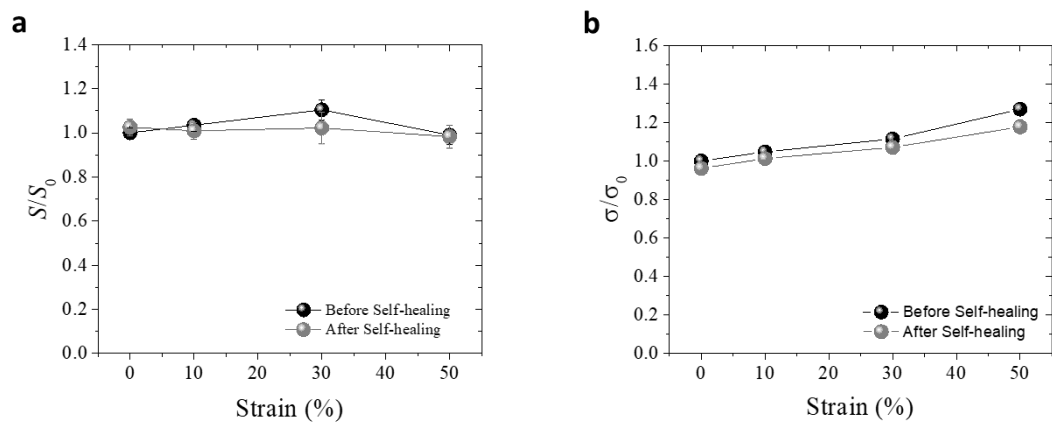 a
1.4
1.2
1.0
0.8
0.6
0.4
0.2
0.0
S/S₀
Before Self-healing
After Self-healing
0 10 20 30 40 50
Strain (%)
b
1.6
1.4
1.2
1.0
0.8
0.6
0.4
0.2
0.0
σ/σ₀
Before Self-healing
After Self-healing
0 10 20 30 40 50
Strain (%)